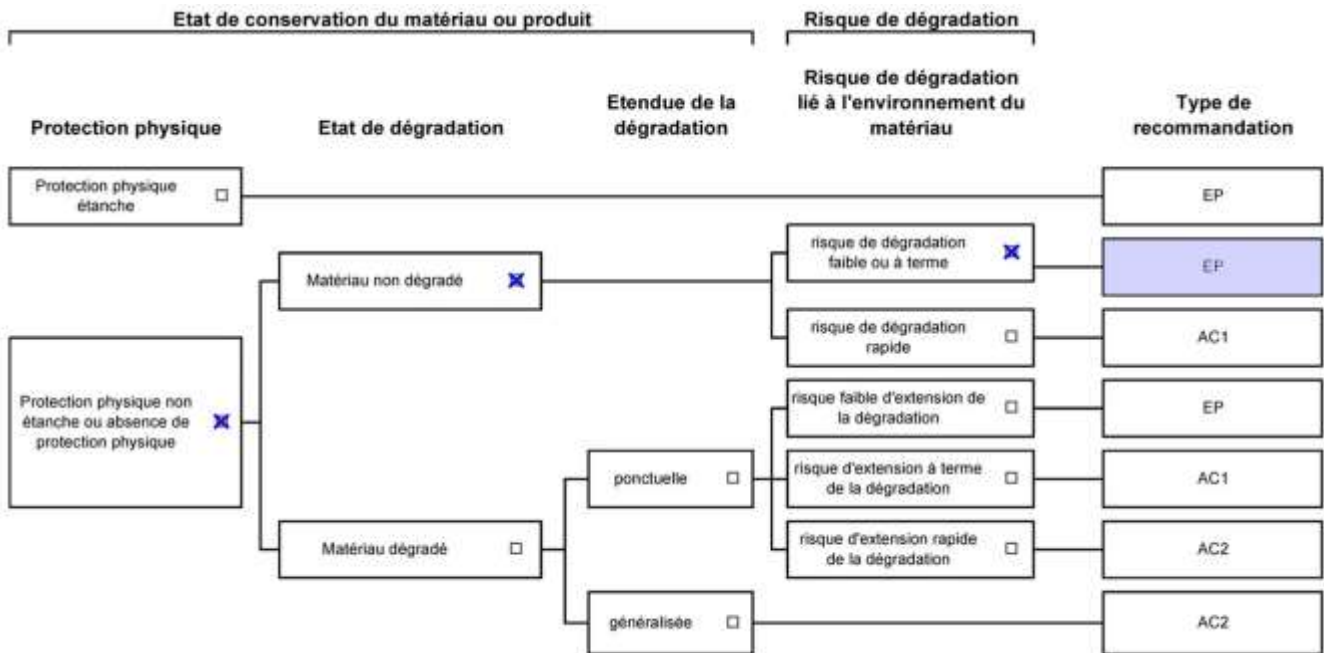 Etat de conservation du matériau ou produit
Risque de dégradation
Protection physique
Etat de dégradation
Etendue de la
dégradation
Risque de dégradation
lié à l'environnement du
matériau
Type de
recommandation
Protection physique
étanche
EP
risque de dégradation
faible ou à terme
EP
Matériau non dégradé
risque de dégradation
rapide
AC1
Protection physique non
étanche ou absence de
protection physique
risque faible d'extension de
la dégradation
EP
ponctuelle
risque d'extension à terme
de la dégradation
AC1
Matériau dégradé
risque d'extension rapide
de la dégradation
AC2
généralisée
AC2